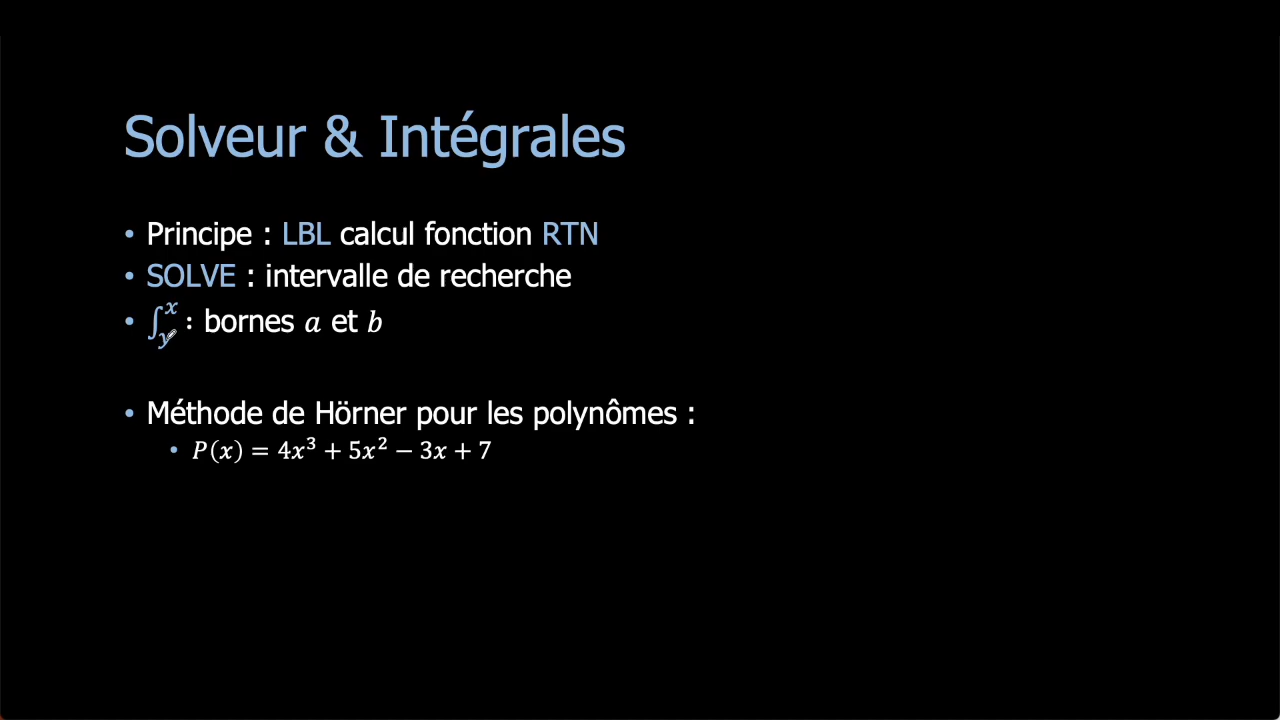 Solveur & Intégrales
• Principe : LBL calcul fonction RTN
• SOLVE : intervalle de recherche
• ∫_y^x : bornes a et b
• Méthode de Hörner pour les polynômes :
• P(x) = 4x³ + 5x² − 3x + 7